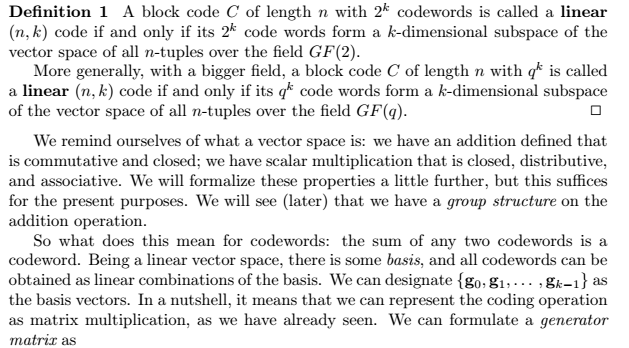 Definition 1 A block code C of length n with 2^k codewords is called a linear
(n, k) code if and only if its 2^k code words form a k-dimensional subspace of the
vector space of all n-tuples over the field GF(2).
More generally, with a bigger field, a block code C of length n with q^k is called
a linear (n, k) code if and only if its q^k code words form a k-dimensional subspace
of the vector space of all n-tuples over the field GF(q). □
We remind ourselves of what a vector space is: we have an addition defined that
is commutative and closed; we have scalar multiplication that is closed, distributive,
and associative. We will formalize these properties a little further, but this suffices
for the present purposes. We will see (later) that we have a group structure on the
addition operation.
So what does this mean for codewords: the sum of any two codewords is a
codeword. Being a linear vector space, there is some basis, and all codewords can be
obtained as linear combinations of the basis. We can designate {g₀, g₁, . . . , gₖ₋₁} as
the basis vectors. In a nutshell, it means that we can represent the coding operation
as matrix multiplication, as we have already seen. We can formulate a generator
matrix as